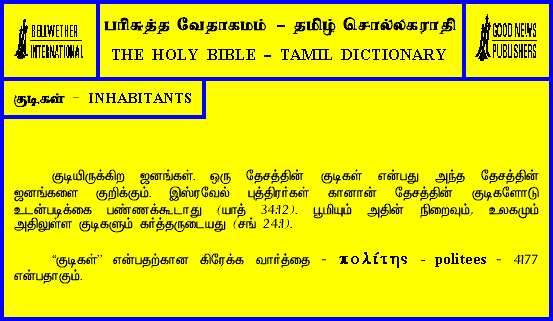 BELLWETHER
INTERNATIONAL
பரிசுத்த வேதாகமம் - தமிழ் சொல்லகராதி
THE HOLY BIBLE - TAMIL DICTIONARY
GOOD NEWS
PUBLISHERS
குடிகள் - INHABITANTS
குடியிருக்கிற ஜனங்கள். ஒரு தேசத்தின் குடிகள் என்பது அந்த தேசத்தின்
ஜனங்களை குறிக்கும். இஸ்ரவேல் புத்திரர்கள் கானான் தேசத்தின் குடிகளோடு
உடன்படிக்கை பண்ணக்கூடாது (யாத் 34:12). பூமியும் அதின் நிறைவும், உலகமும்
அதிலுள்ள குடிகளும் கர்த்தருடையது (சங் 24:1).
“குடிகள்” என்பதற்கான கிரேக்க வார்த்தை - πολίτης - politees - 4177
என்பதாகும்.